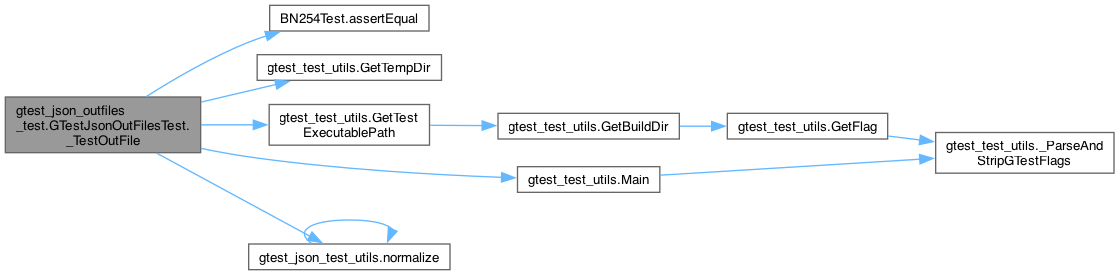 gtest_json_outfiles
_test.GTestJsonOutFilesTest.
_TestOutFile
BN254Test.assertEqual
gtest_test_utils.GetTempDir
gtest_test_utils.GetTest
ExecutablePath
gtest_test_utils.GetBuildDir
gtest_test_utils.GetFlag
gtest_test_utils._ParseAnd
StripGTestFlags
gtest_test_utils.Main
gtest_json_test_utils.normalize